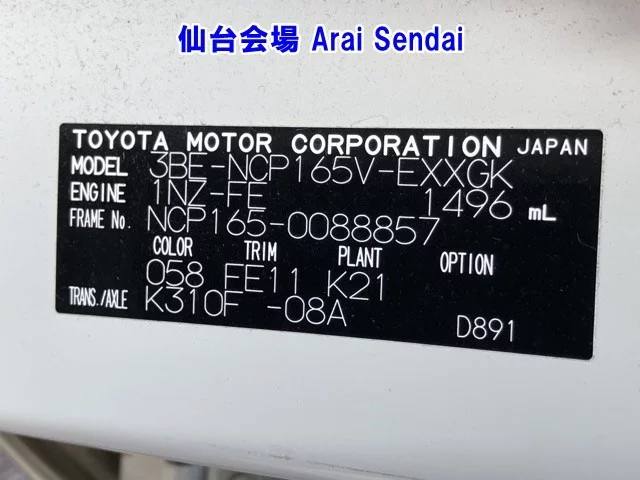 仙台会場 Arai Sendai
TOYOTA MOTOR CORPORATION JAPAN
MODEL 3BE-NCP165V-EXXGK
ENGINE 1NZ-FE 1496 mL
FRAME No. NCP165-0088857
COLOR TRIM PLANT OPTION
058 FE11 K21
TRANS./AXLE K310F -08A
D891